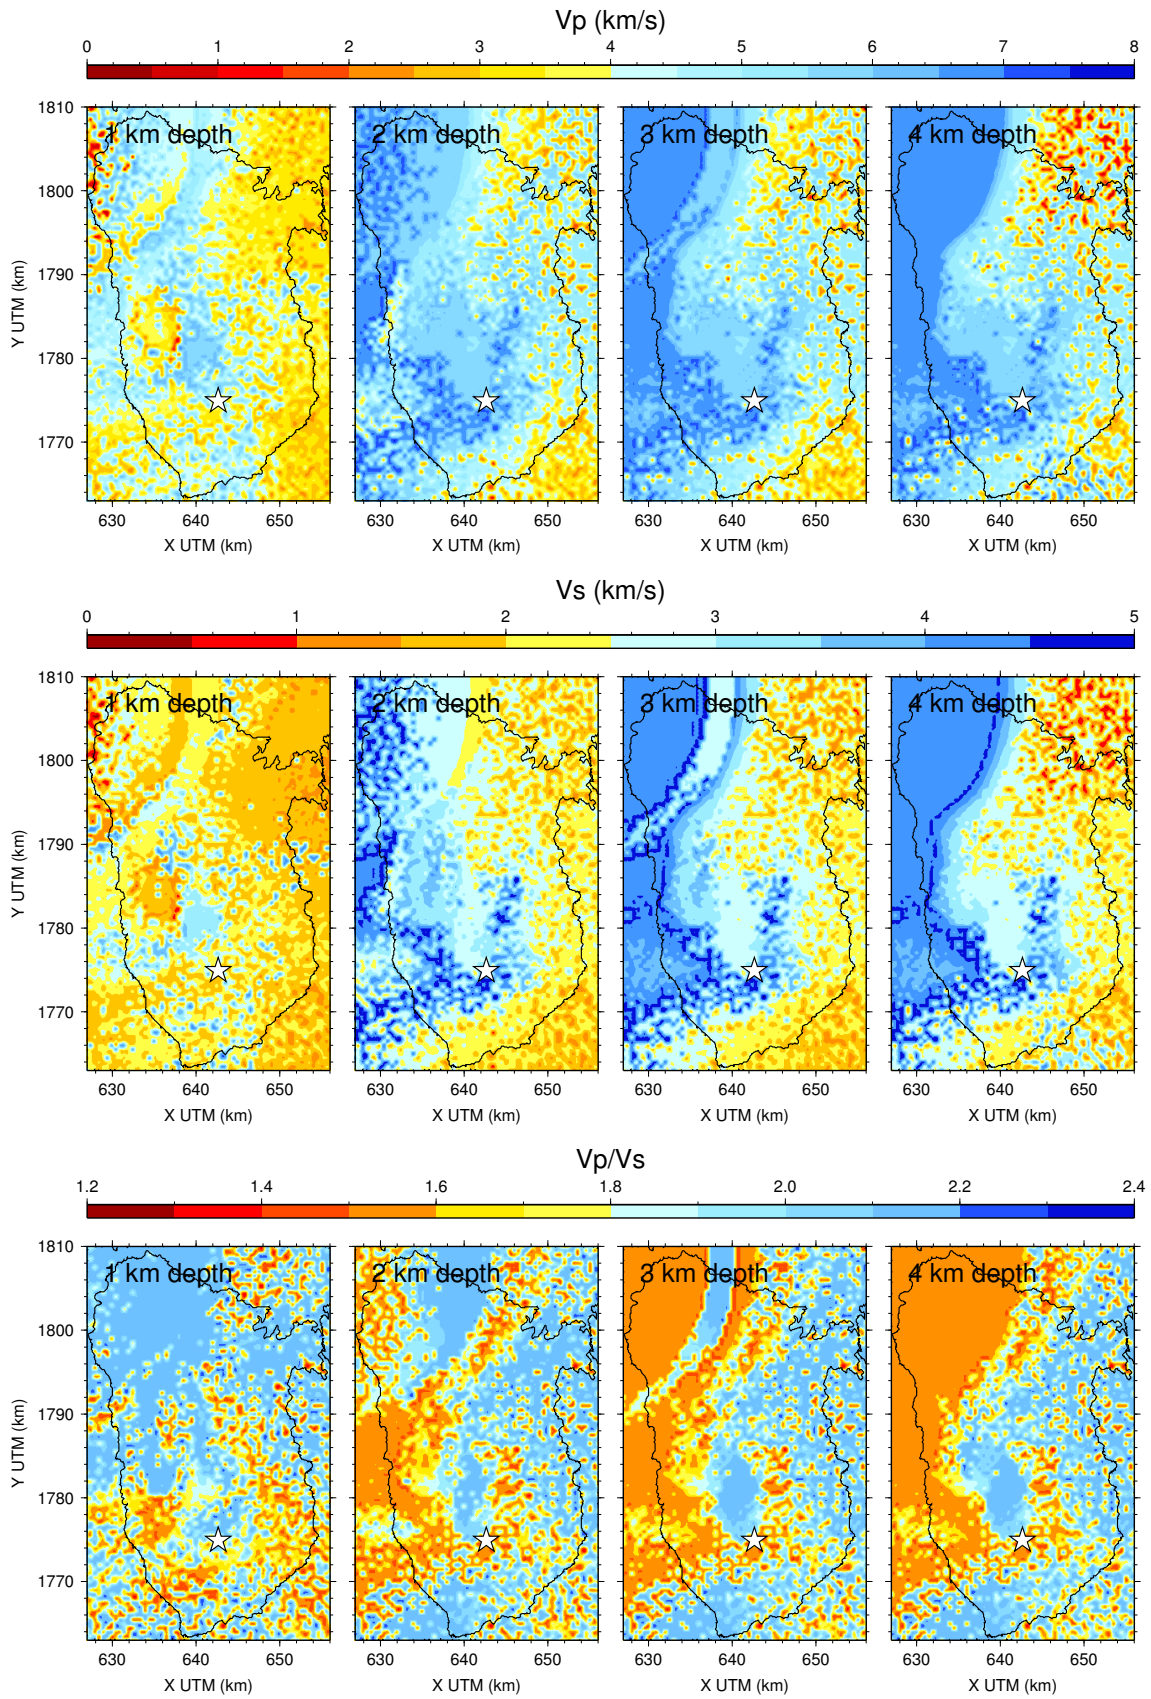 Vp (km/s)
0 1 2 3 4 5 6 7 8
1 km depth 2 km depth 3 km depth 4 km depth
1810
1800
1790
1780
1770
Y UTM (km)
630 640 650 630 640 650 630 640 650 630 640 650
X UTM (km) X UTM (km) X UTM (km) X UTM (km)
Vs (km/s)
0 1 2 3 4 5
1 km depth 2 km depth 3 km depth 4 km depth
1810
1800
1790
1780
1770
Y UTM (km)
630 640 650 630 640 650 630 640 650 630 640 650
X UTM (km) X UTM (km) X UTM (km) X UTM (km)
Vp/Vs
1.2 1.4 1.6 1.8 2.0 2.2 2.4
1 km depth 2 km depth 3 km depth 4 km depth
1810
1800
1790
1780
1770
Y UTM (km)
630 640 650 630 640 650 630 640 650 630 640 650
X UTM (km) X UTM (km) X UTM (km) X UTM (km)